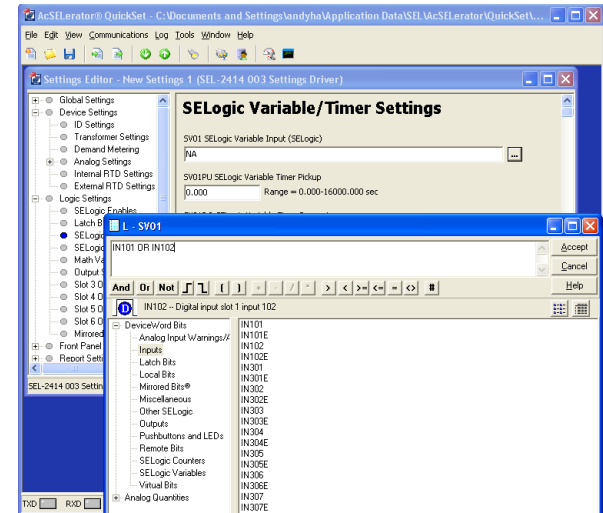 AcSELerator® QuickSet - C:\Documents and Settings\andyha\Application Data\SEL\AcSELerator\QuickSet\...
File Edit View Communications Log Tools Window Help
Settings Editor - New Settings 1 (SEL-2414 003 Settings Driver)
Global Settings
Device Settings
ID Settings
Transformer Settings
Demand Metering
Analog Settings
Internal RTD Settings
External RTD Settings
Logic Settings
SELogic Enables
Latch B
SELogic
SELogic
Math Va
Output S
Slot 3 O
Slot 4 O
Slot 5 O
Slot 6 O
Mirrored
Front Panel
Report Setti
SEL-2414 003 Settin
TXD RXD
SELogic Variable/Timer Settings
SV01 SELogic Variable Input (SELogic)
NA
...
SV01PU SELogic Variable Timer Pickup
0.000 Range = 0.000-16000.000 sec
L - SV01
IN101 OR IN102
Accept
Cancel
Help
And Or Not ( ) + - / * > < >= <= = <> #
IN102 -- Digital input slot 1 input 102
DeviceWord Bits
Analog Input Warnings/A
Inputs
Latch Bits
Local Bits
Mirrored Bits®
Miscellaneous
Other SELogic
Outputs
Pushbuttons and LEDs
Remote Bits
SELogic Counters
SELogic Variables
Virtual Bits
Analog Quantities
IN101
IN101E
IN102
IN102E
IN301
IN301E
IN302
IN302E
IN303
IN303E
IN304
IN304E
IN305
IN305E
IN306
IN306E
IN307
IN307E